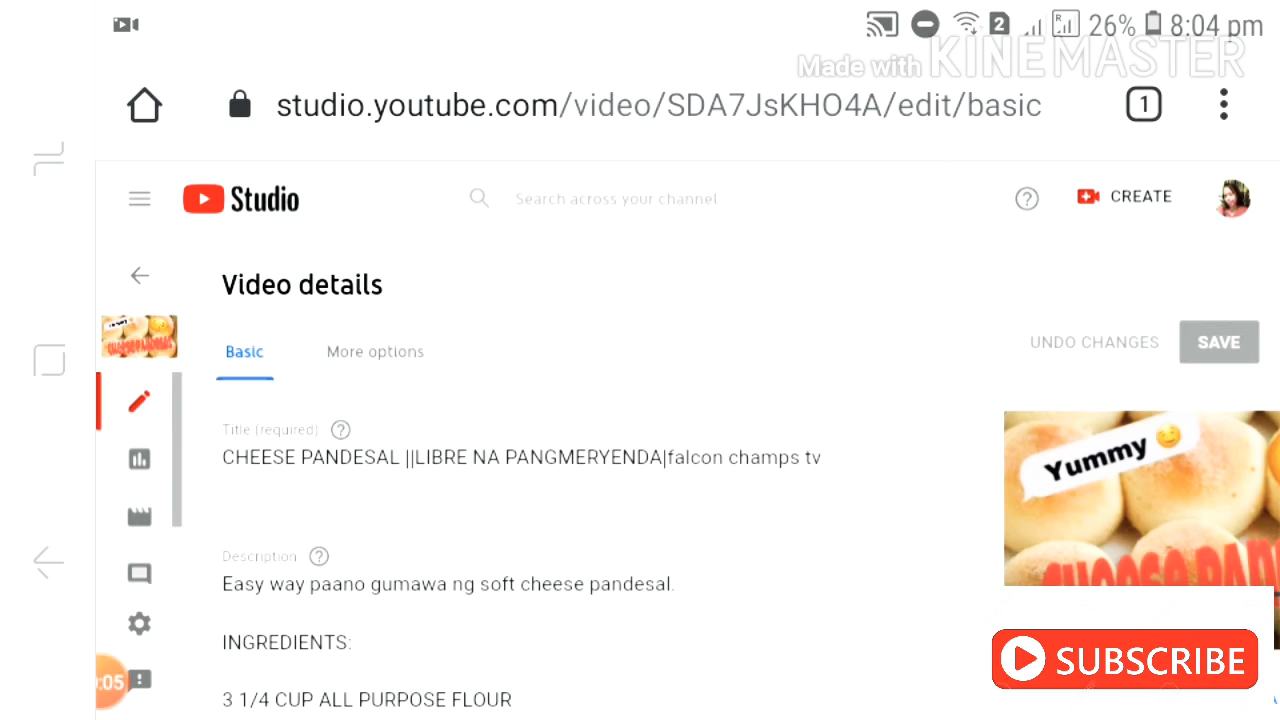 2 R 26% 8:04 pm
Made with KINEMASTER
studio.youtube.com/video/SDA7JsKHO4A/edit/basic
1
Studio
Search across your channel
CREATE
Video details
Basic
More options
UNDO CHANGES
SAVE
Title (required)
CHEESE PANDESAL ||LIBRE NA PANGMERYENDA|falcon champs tv
Yummy
Description
Easy way paano gumawa ng soft cheese pandesal.
INGREDIENTS:
SUBSCRIBE
:05
3 1/4 CUP ALL PURPOSE FLOUR